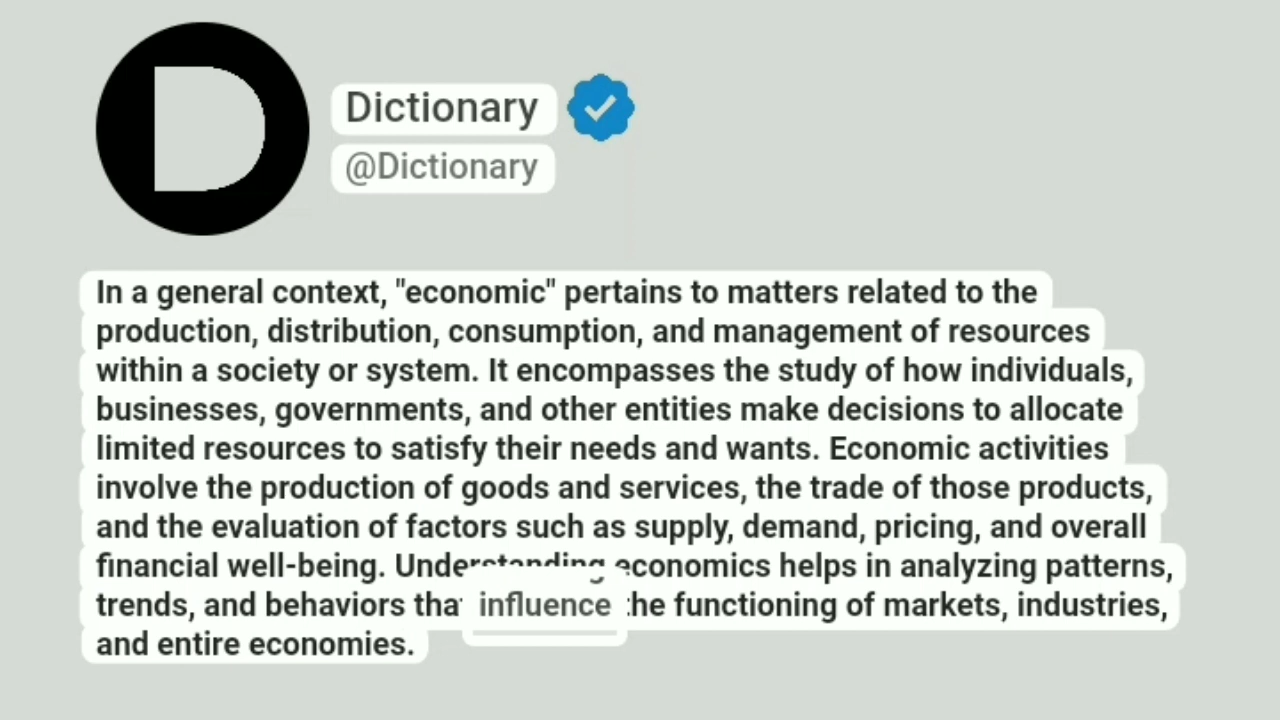 D
Dictionary
@Dictionary
In a general context, "economic" pertains to matters related to the
production, distribution, consumption, and management of resources
within a society or system. It encompasses the study of how individuals,
businesses, governments, and other entities make decisions to allocate
limited resources to satisfy their needs and wants. Economic activities
involve the production of goods and services, the trade of those products,
and the evaluation of factors such as supply, demand, pricing, and overall
financial well-being. Understanding economics helps in analyzing patterns,
trends, and behaviors that influence the functioning of markets, industries,
and entire economies.